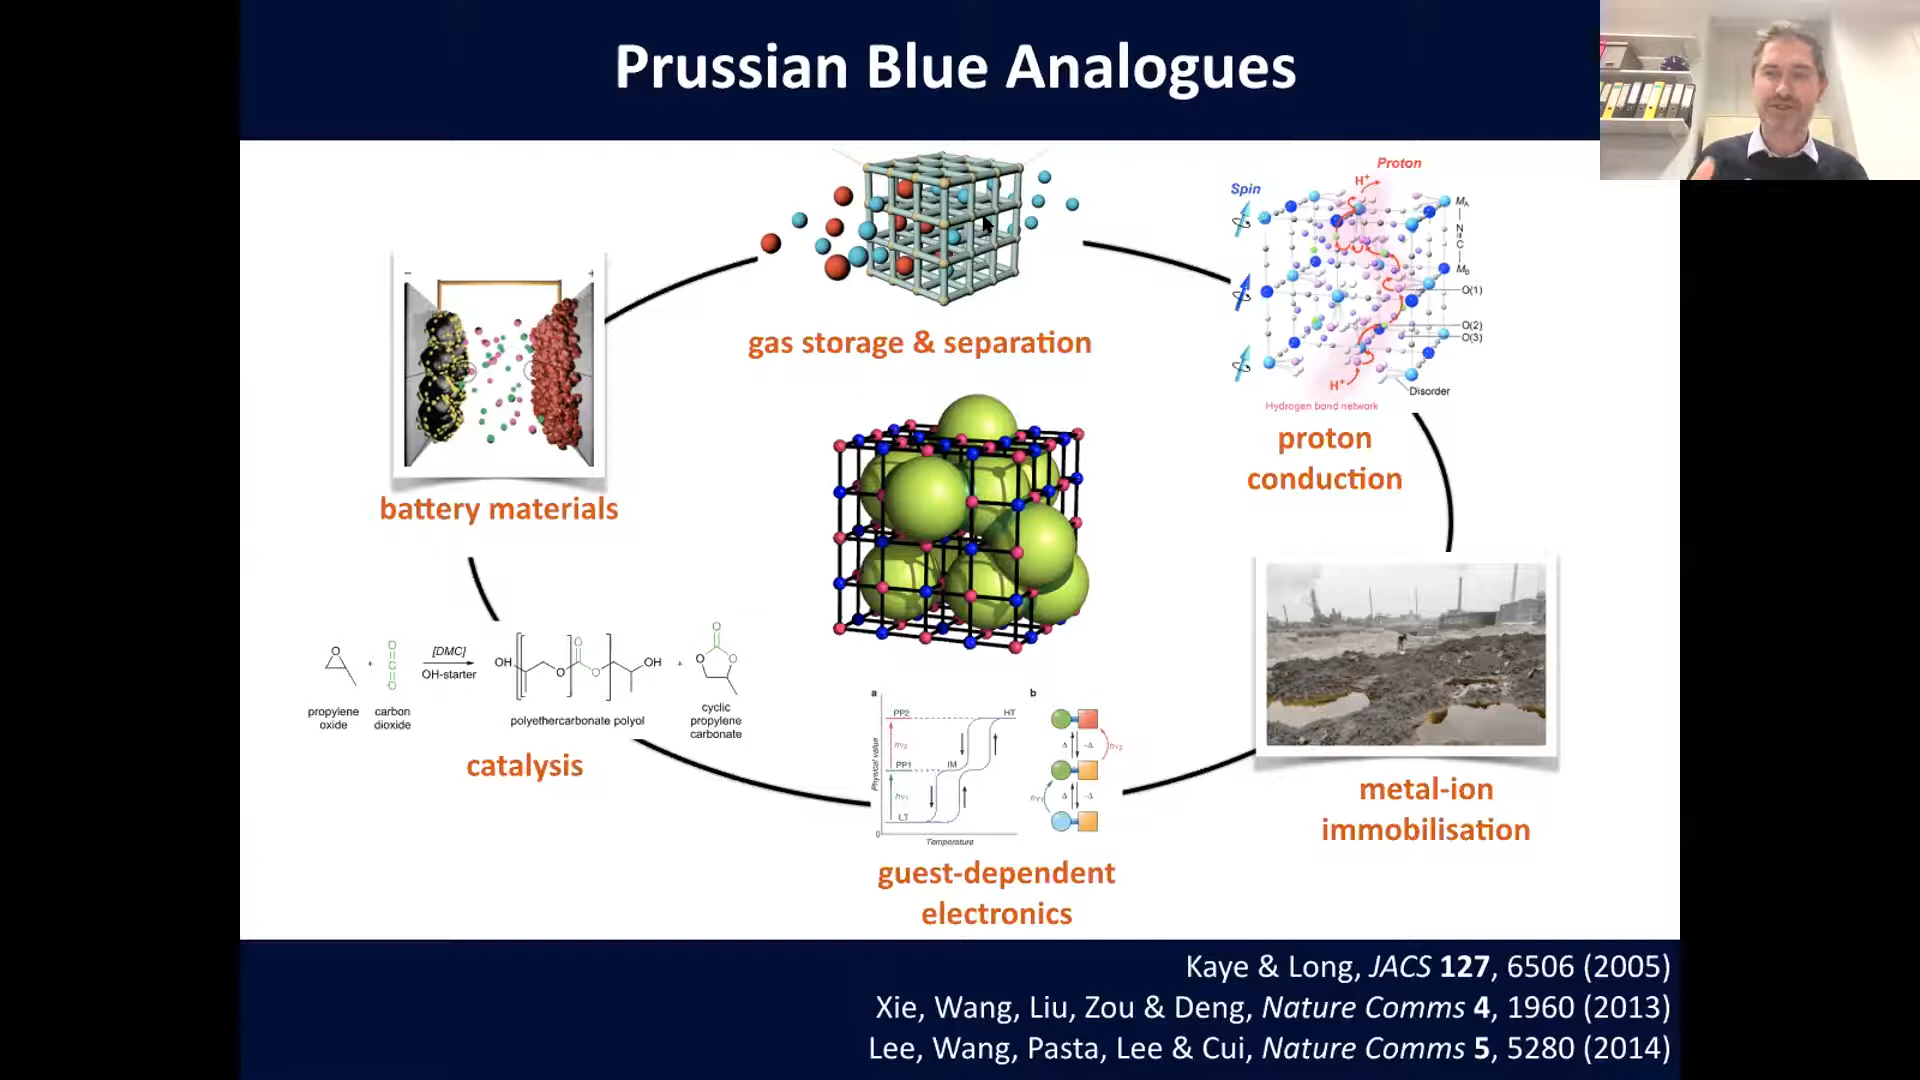 Prussian Blue Analogues
Proton
H⁺
Spin
M_A
N
C
M_B
O(1)
O(2)
O(3)
H⁺
Disorder
Hydrogen bond network
proton
conduction
gas storage & separation
− +
battery materials
O
+
O
C
O
[DMC]
OH-starter
OH
O
O
O
OH
+
O
O
O
propylene
oxide
carbon
dioxide
polyethercarbonate polyol
cyclic
propylene
carbonate
catalysis
a
PP2
HT
hν₂
PP1
IM
hν₁
LT
0
Physical value
Temperature
b
Δ
−Δ
hν₂
hν₁
Δ
−Δ
guest-dependent
electronics
metal-ion
immobilisation
Kaye & Long, JACS 127, 6506 (2005)
Xie, Wang, Liu, Zou & Deng, Nature Comms 4, 1960 (2013)
Lee, Wang, Pasta, Lee & Cui, Nature Comms 5, 5280 (2014)